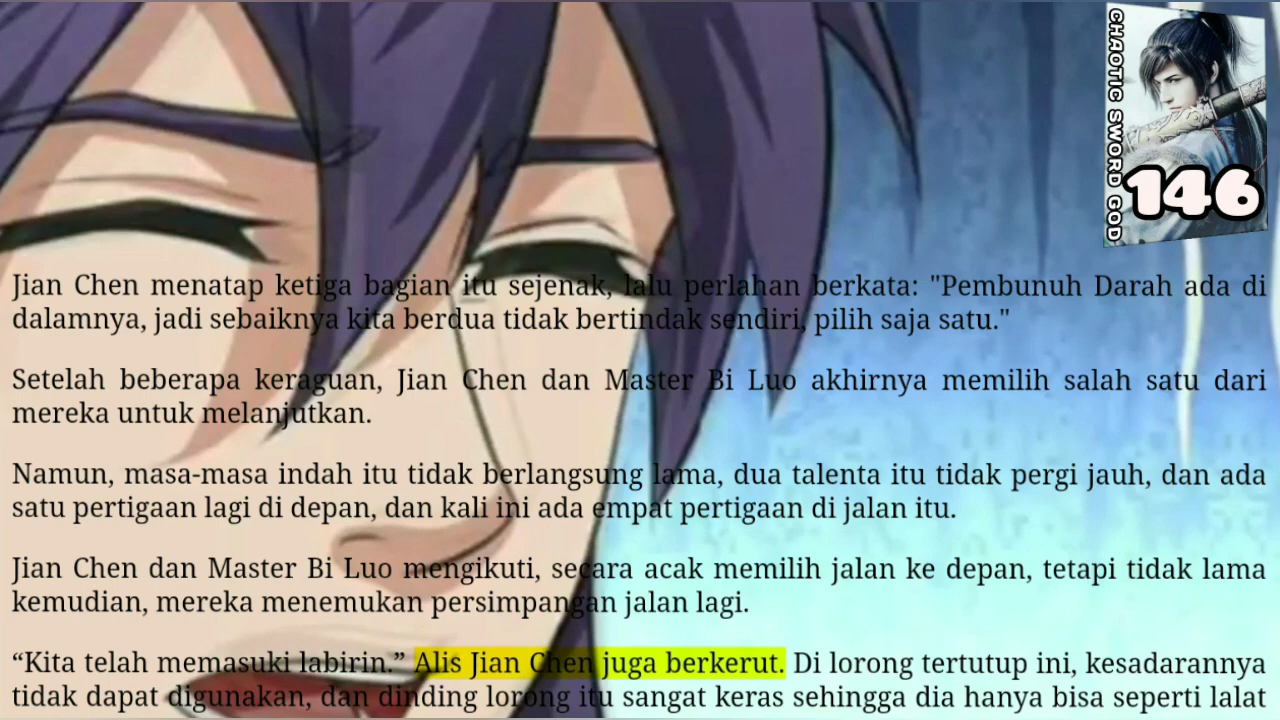 CHAOTIC SWORD GOD
146
Jian Chen menatap ketiga bagian itu sejenak, lalu perlahan berkata: "Pembunuh Darah ada di
dalamnya, jadi sebaiknya kita berdua tidak bertindak sendiri, pilih saja satu."
Setelah beberapa keraguan, Jian Chen dan Master Bi Luo akhirnya memilih salah satu dari
mereka untuk melanjutkan.
Namun, masa-masa indah itu tidak berlangsung lama, dua talenta itu tidak pergi jauh, dan ada
satu pertigaan lagi di depan, dan kali ini ada empat pertigaan di jalan itu.
Jian Chen dan Master Bi Luo mengikuti, secara acak memilih jalan ke depan, tetapi tidak lama
kemudian, mereka menemukan persimpangan jalan lagi.
“Kita telah memasuki labirin.” Alis Jian Chen juga berkerut. Di lorong tertutup ini, kesadarannya
tidak dapat digunakan, dan dinding lorong itu sangat keras sehingga dia hanya bisa seperti lalat